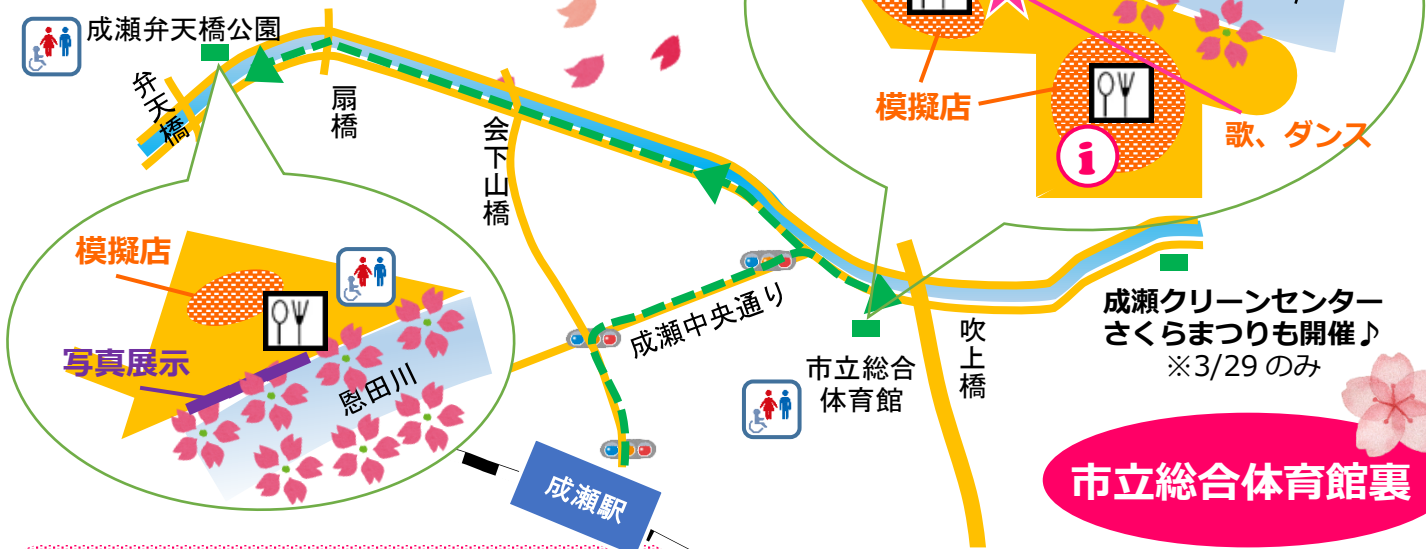 成瀬弁天橋公園
弁天橋
扇橋
会下山橋
模擬店
歌、ダンス
i
模擬店
写真展示
恩田川
成瀬中央通り
市立総合
体育館
吹上橋
成瀬クリーンセンター
さくらまつりも開催♪
※3/29 のみ
成瀬駅
市立総合体育館裏